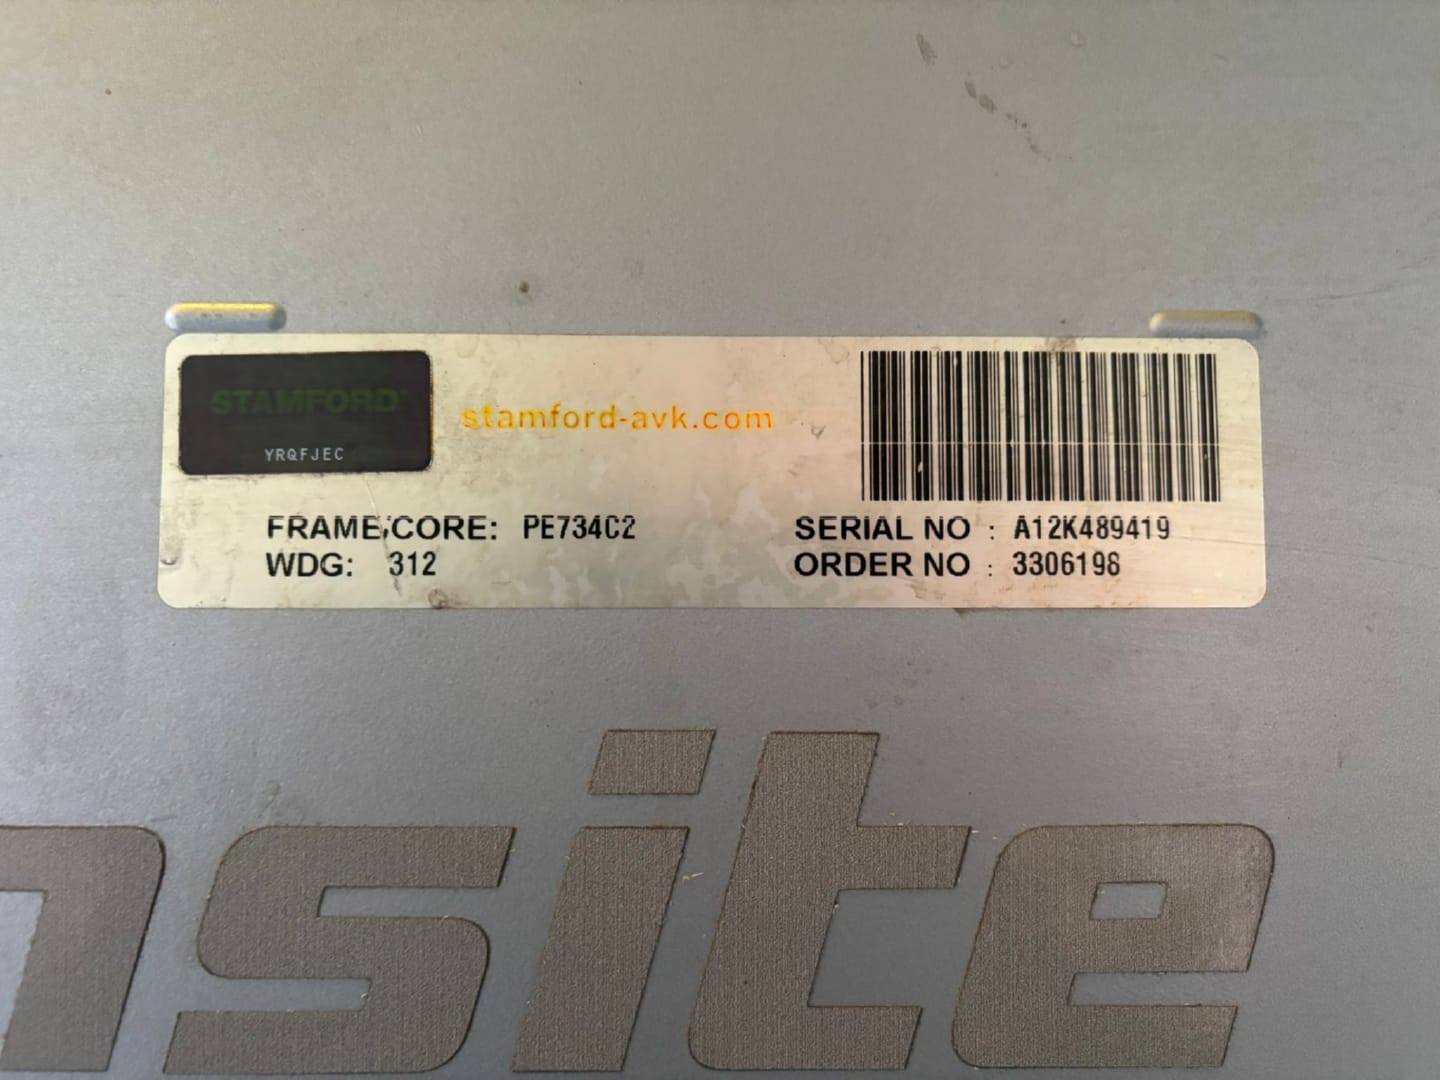 STAMFORD
YRQFJEC
stamford-avk.com
FRAME/CORE: PE734C2
WDG: 312
SERIAL NO : A12K489419
ORDER NO : 3306198
nsite